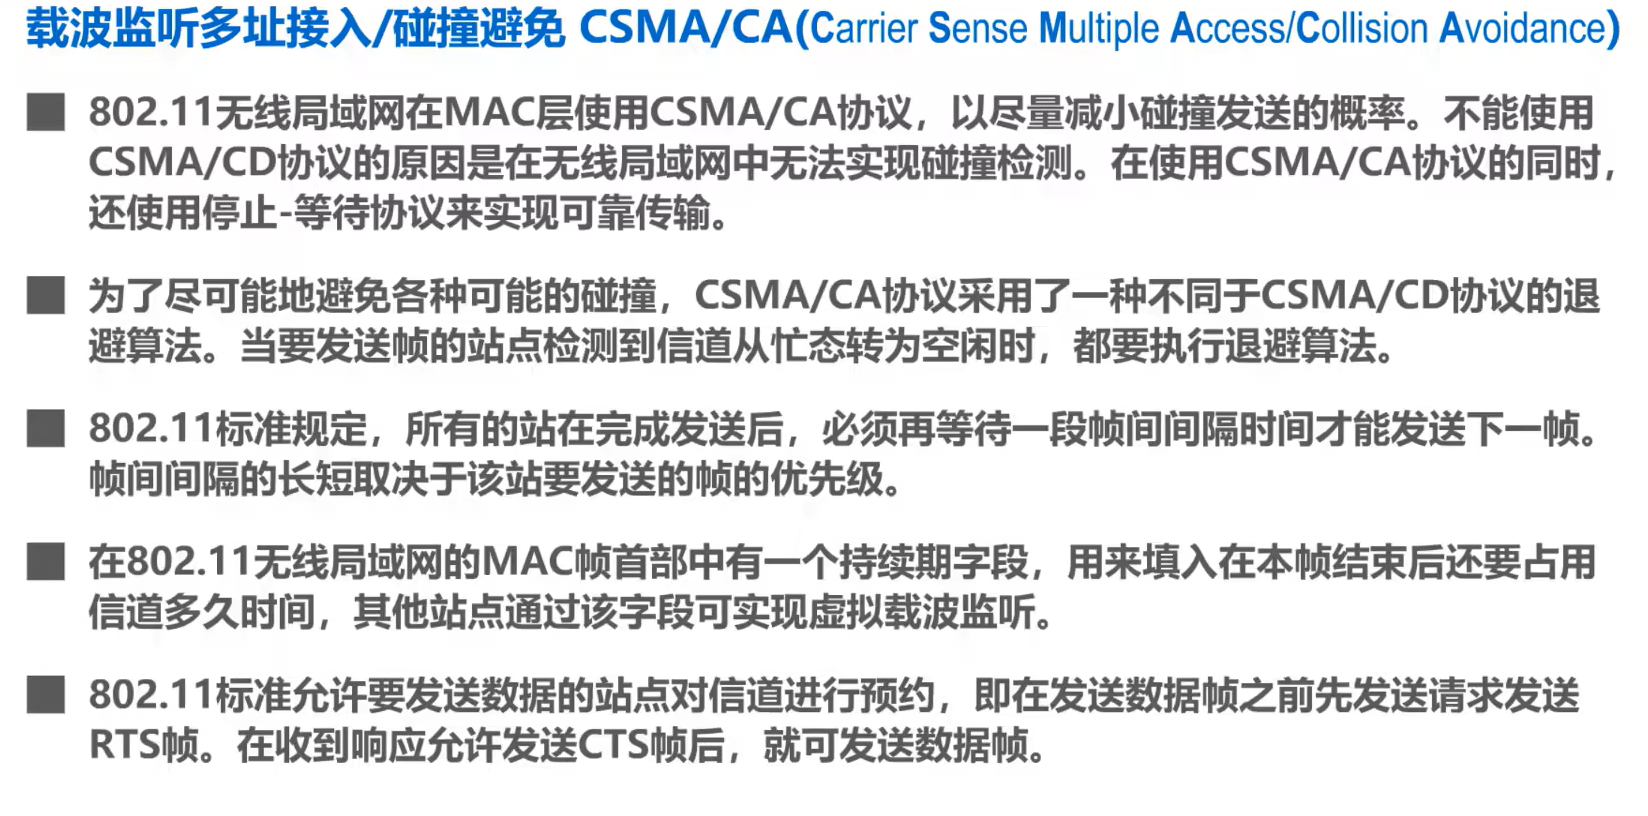 载波监听多址接入/碰撞避免 CSMA/CA(Carrier Sense Multiple Access/Collision Avoidance)
802.11无线局域网在MAC层使用CSMA/CA协议，以尽量减小碰撞发送的概率。不能使用
CSMA/CD协议的原因是在无线局域网中无法实现碰撞检测。在使用CSMA/CA协议的同时，
还使用停止-等待协议来实现可靠传输。
为了尽可能地避免各种可能的碰撞，CSMA/CA协议采用了一种不同于CSMA/CD协议的退
避算法。当要发送帧的站点检测到信道从忙态转为空闲时，都要执行退避算法。
802.11标准规定，所有的站在完成发送后，必须再等待一段帧间间隔时间才能发送下一帧。
帧间间隔的长短取决于该站要发送的帧的优先级。
在802.11无线局域网的MAC帧首部中有一个持续期字段，用来填入在本帧结束后还要占用
信道多久时间，其他站点通过该字段可实现虚拟载波监听。
802.11标准允许要发送数据的站点对信道进行预约，即在发送数据帧之前先发送请求发送
RTS帧。在收到响应允许发送CTS帧后，就可发送数据帧。